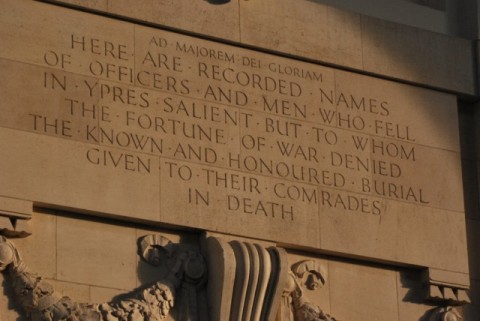 AD · MAJOREM · DEI · GLORIAM
HERE · ARE · RECORDED · NAMES
OF · OFFICERS · AND · MEN · WHO · FELL
IN · YPRES · SALIENT · BUT · TO · WHOM
THE · FORTUNE · OF · WAR · DENIED
THE · KNOWN · AND · HONOURED · BURIAL
GIVEN · TO · THEIR · COMRADES
IN · DEATH